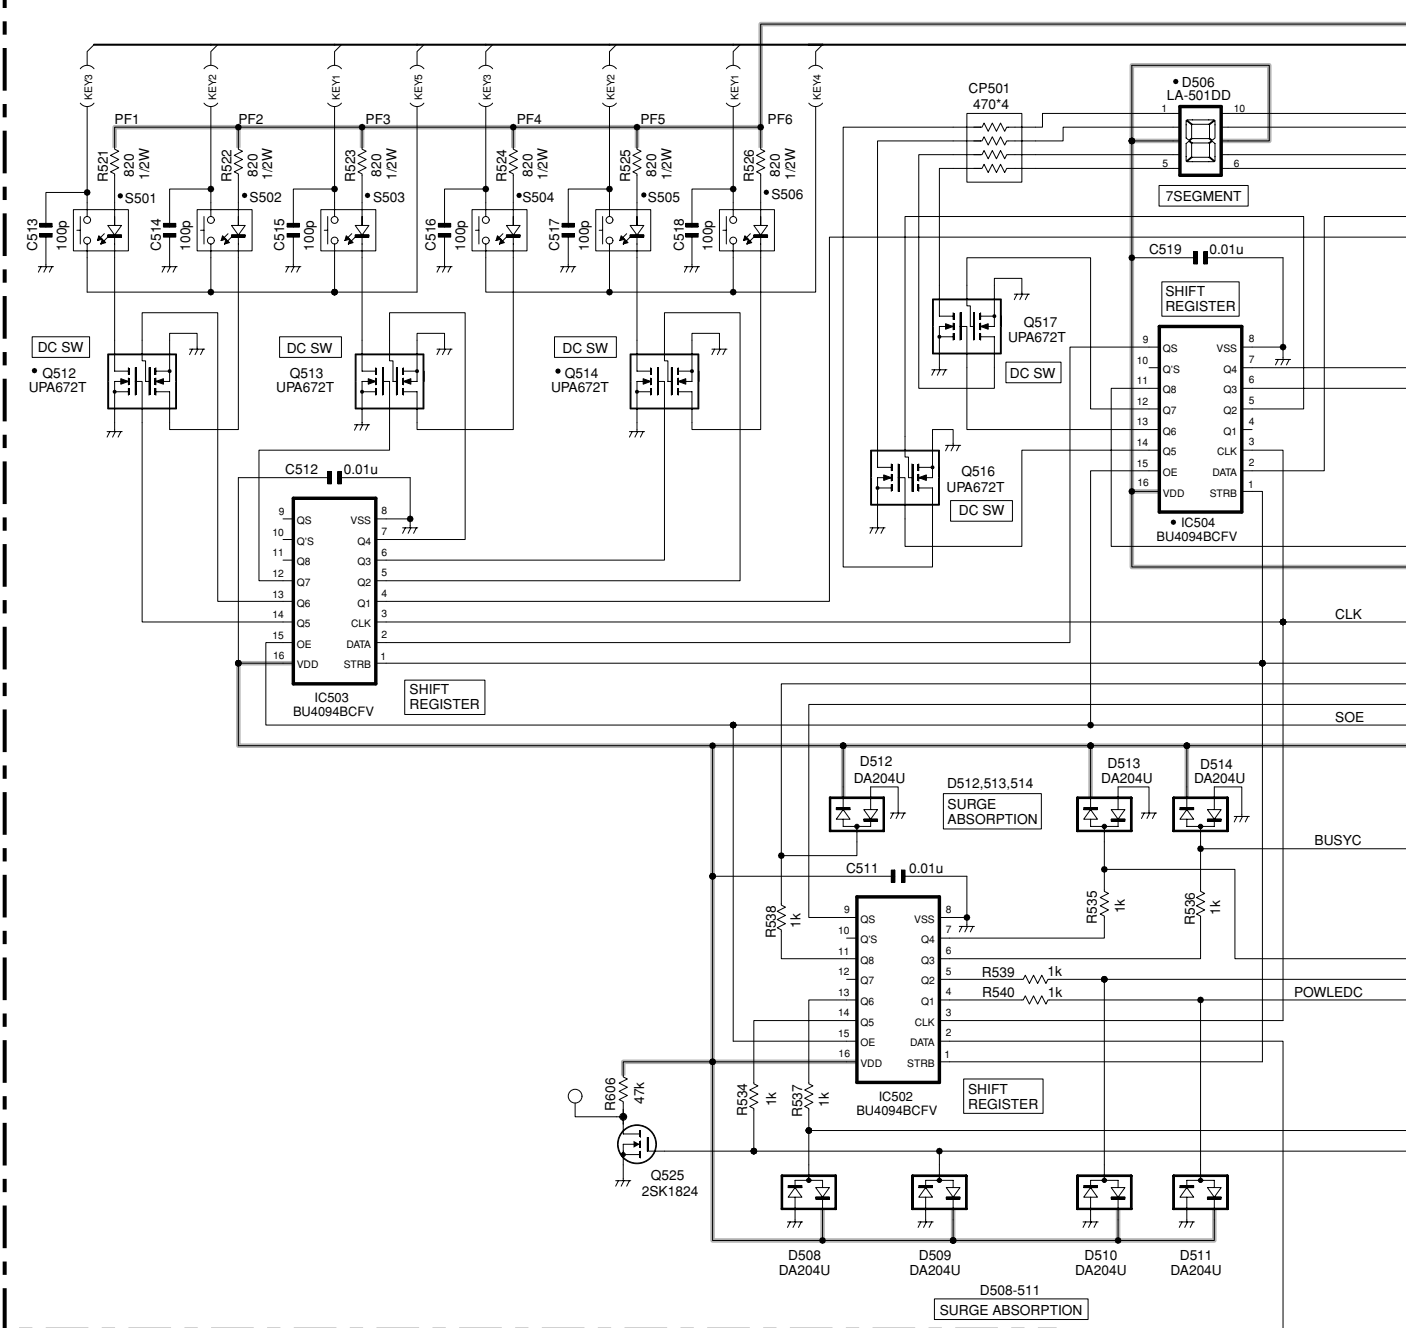 KEY3
KEY2
KEY1
KEY5
KEY3
KEY2
KEY1
KEY4
PF1
PF2
PF3
PF4
PF5
PF6
R521
820
1/2W
R522
820
1/2W
R523
820
1/2W
R524
820
1/2W
R525
820
1/2W
R526
820
1/2W
S501
S502
S503
S504
S505
S506
C513
100p
C514
100p
C515
100p
C516
100p
C517
100p
C518
100p
DC SW
Q512
UPA672T
DC SW
Q513
UPA672T
DC SW
Q514
UPA672T
CP501
470*4
D506
LA-501DD
1
10
5
6
7SEGMENT
C519
0.01u
SHIFT
REGISTER
Q517
UPA672T
DC SW
Q516
UPA672T
DC SW
9 QS VSS 8
10 Q'S Q4 7
11 Q8 Q3 6
12 Q7 Q2 5
13 Q6 Q1 4
14 Q5 CLK 3
15 OE DATA 2
16 VDD STRB 1
IC504
BU4094BCFV
C512
0.01u
9 QS VSS 8
10 Q'S Q4 7
11 Q8 Q3 6
12 Q7 Q2 5
13 Q6 Q1 4
14 Q5 CLK 3
15 OE DATA 2
16 VDD STRB 1
IC503
BU4094BCFV
SHIFT
REGISTER
CLK
SOE
D512
DA204U
D512,513,514
SURGE
ABSORPTION
D513
DA204U
D514
DA204U
BUSYC
C511
0.01u
R538
1k
R535
1k
R536
1k
9 QS VSS 8
10 Q'S Q4 7
11 Q8 Q3 6
12 Q7 Q2 5
13 Q6 Q1 4
14 Q5 CLK 3
15 OE DATA 2
16 VDD STRB 1
R539 1k
R540 1k
POWLEDC
IC502
BU4094BCFV
SHIFT
REGISTER
R606
47k
R534
1k
R537
1k
Q525
2SK1824
D508
DA204U
D509
DA204U
D510
DA204U
D511
DA204U
D508-511
SURGE ABSORPTION